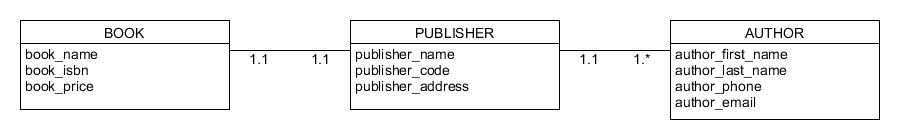 BOOK
book_name
book_isbn
book_price
1.1
1.1
PUBLISHER
publisher_name
publisher_code
publisher_address
1.1
1.*
AUTHOR
author_first_name
author_last_name
author_phone
author_email